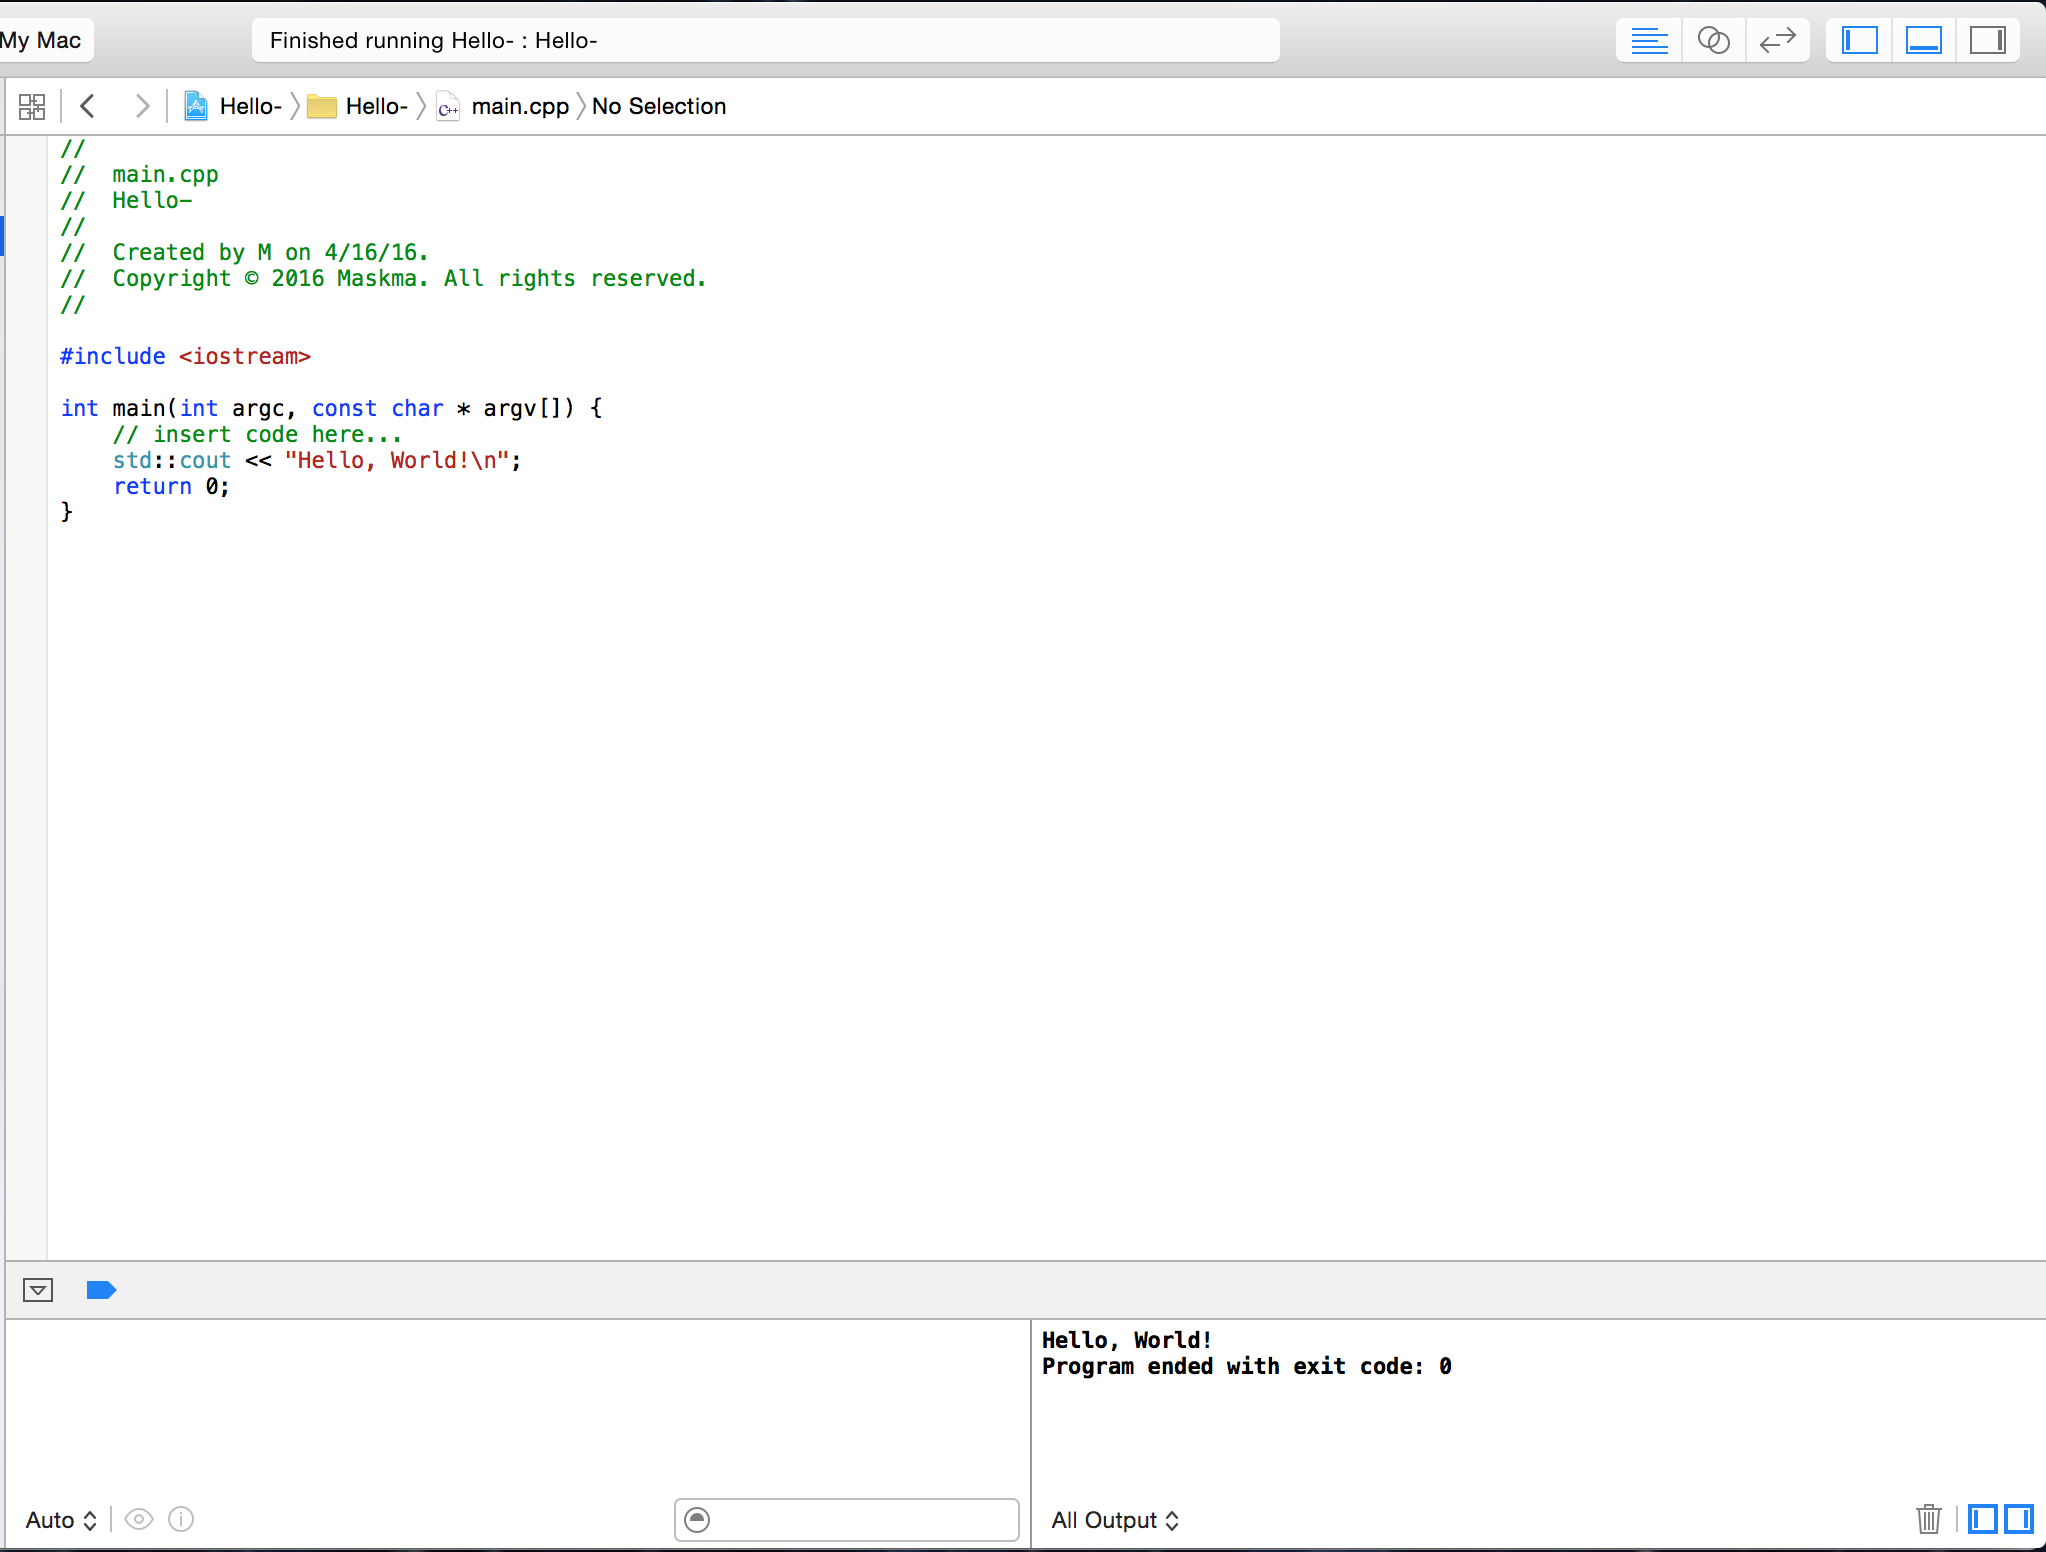 My Mac
Finished running Hello- : Hello-
Hello- Hello- main.cpp No Selection
//
//  main.cpp
//  Hello-
//
//  Created by M on 4/16/16.
//  Copyright © 2016 Maskma. All rights reserved.
//
#include <iostream>
int main(int argc, const char * argv[]) {
    // insert code here...
    std::cout << "Hello, World!\n";
    return 0;
}
Hello, World!
Program ended with exit code: 0
Auto
All Output